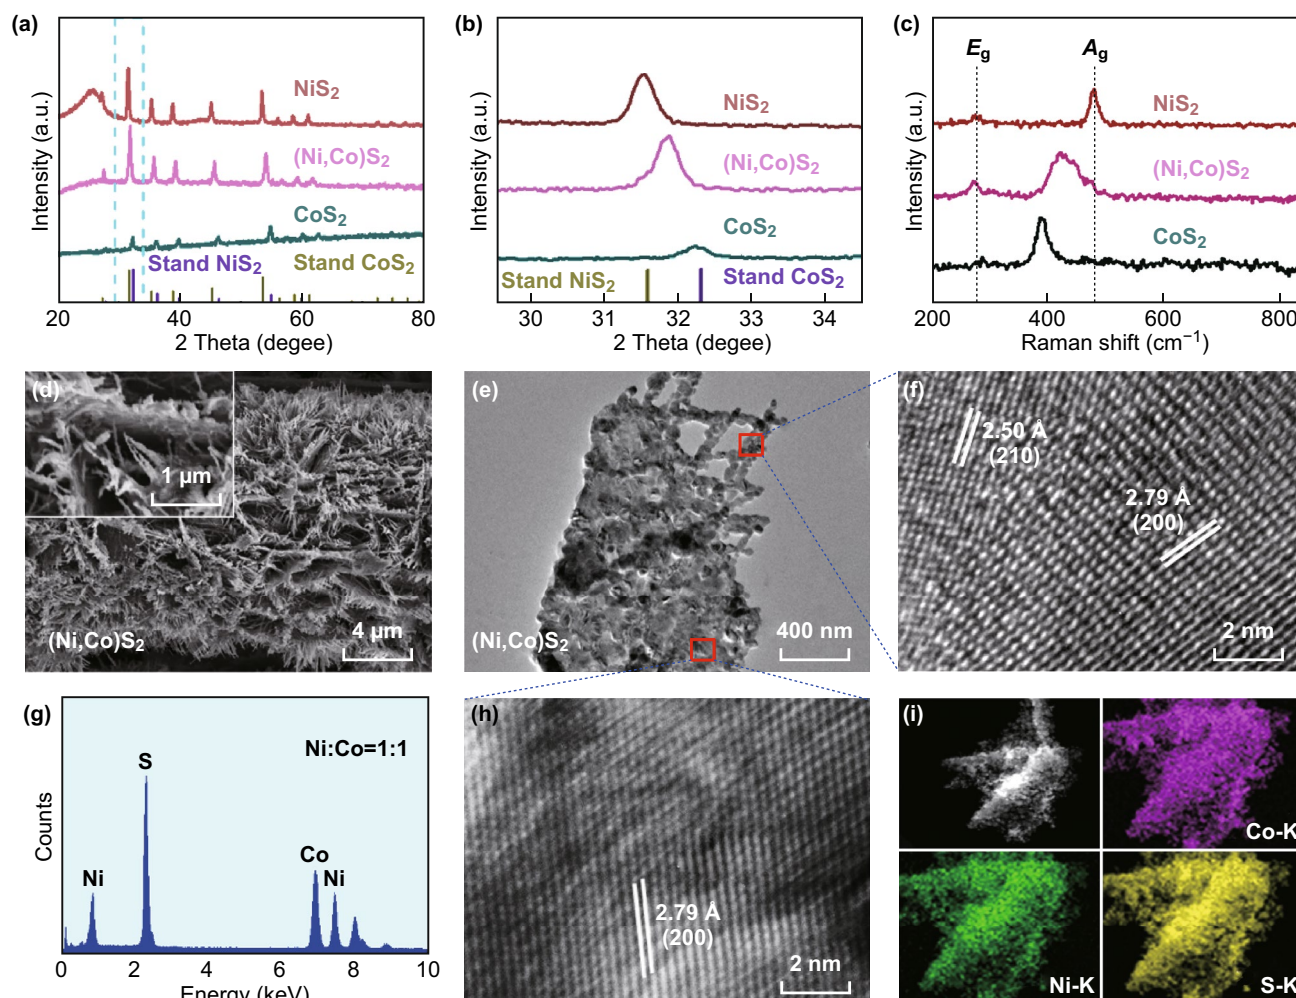 (a)
NiS2
(Ni,Co)S2
CoS2
Stand NiS2
Stand CoS2
Intensity (a.u.)
20 40 60 80
2 Theta (degee)
(b)
NiS2
(Ni,Co)S2
CoS2
Stand NiS2
Stand CoS2
Intensity (a.u.)
30 31 32 33 34
2 Theta (degee)
(c)
Eg
Ag
NiS2
(Ni,Co)S2
CoS2
Intensity (a.u.)
200 400 600 800
Raman shift (cm−1)
(d)
1 µm
(Ni,Co)S2
4 µm
(e)
(Ni,Co)S2
400 nm
(f)
2.50 Å
(210)
2.79 Å
(200)
2 nm
(g)
Ni:Co=1:1
S
Ni
Co
Ni
Counts
0 2 4 6 8 10
Energy (keV)
(h)
2.79 Å
(200)
2 nm
(i)
Co-K
Ni-K
S-K